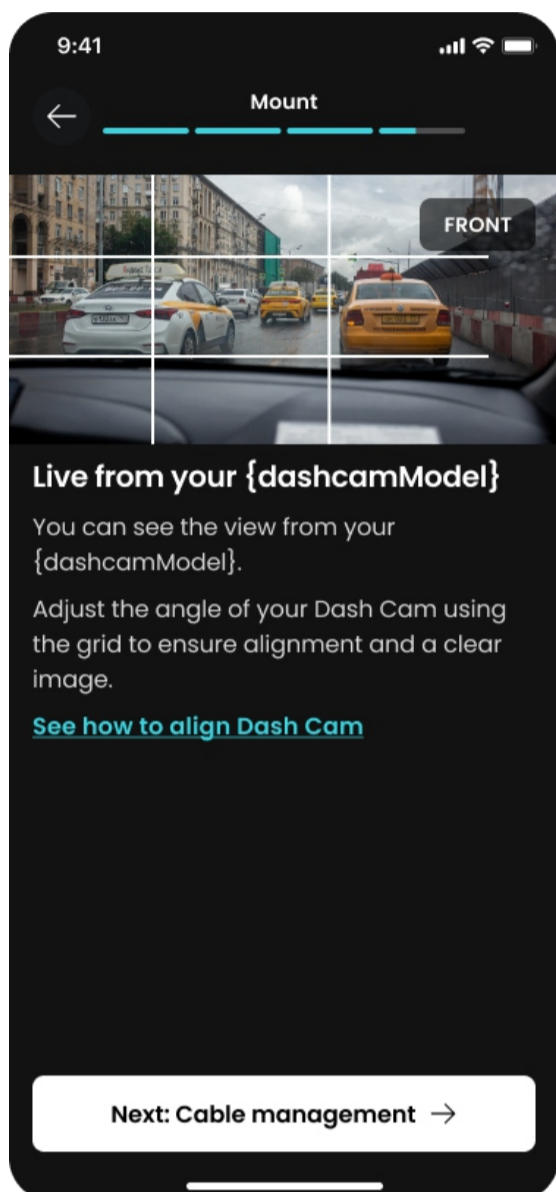 9:41
Mount
FRONT
Live from your {dashcamModel}
You can see the view from your
{dashcamModel}.
Adjust the angle of your Dash Cam using
the grid to ensure alignment and a clear
image.
See how to align Dash Cam
Next: Cable management →